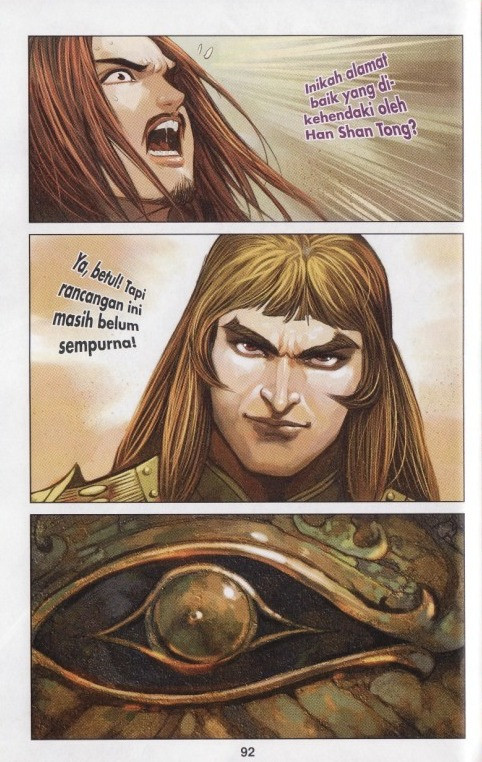 Inikah alamat
baik yang di-
kehendaki oleh
Han Shan Tong?
Ya, betul! Tapi
rancangan ini
masih belum
sempurna!
92